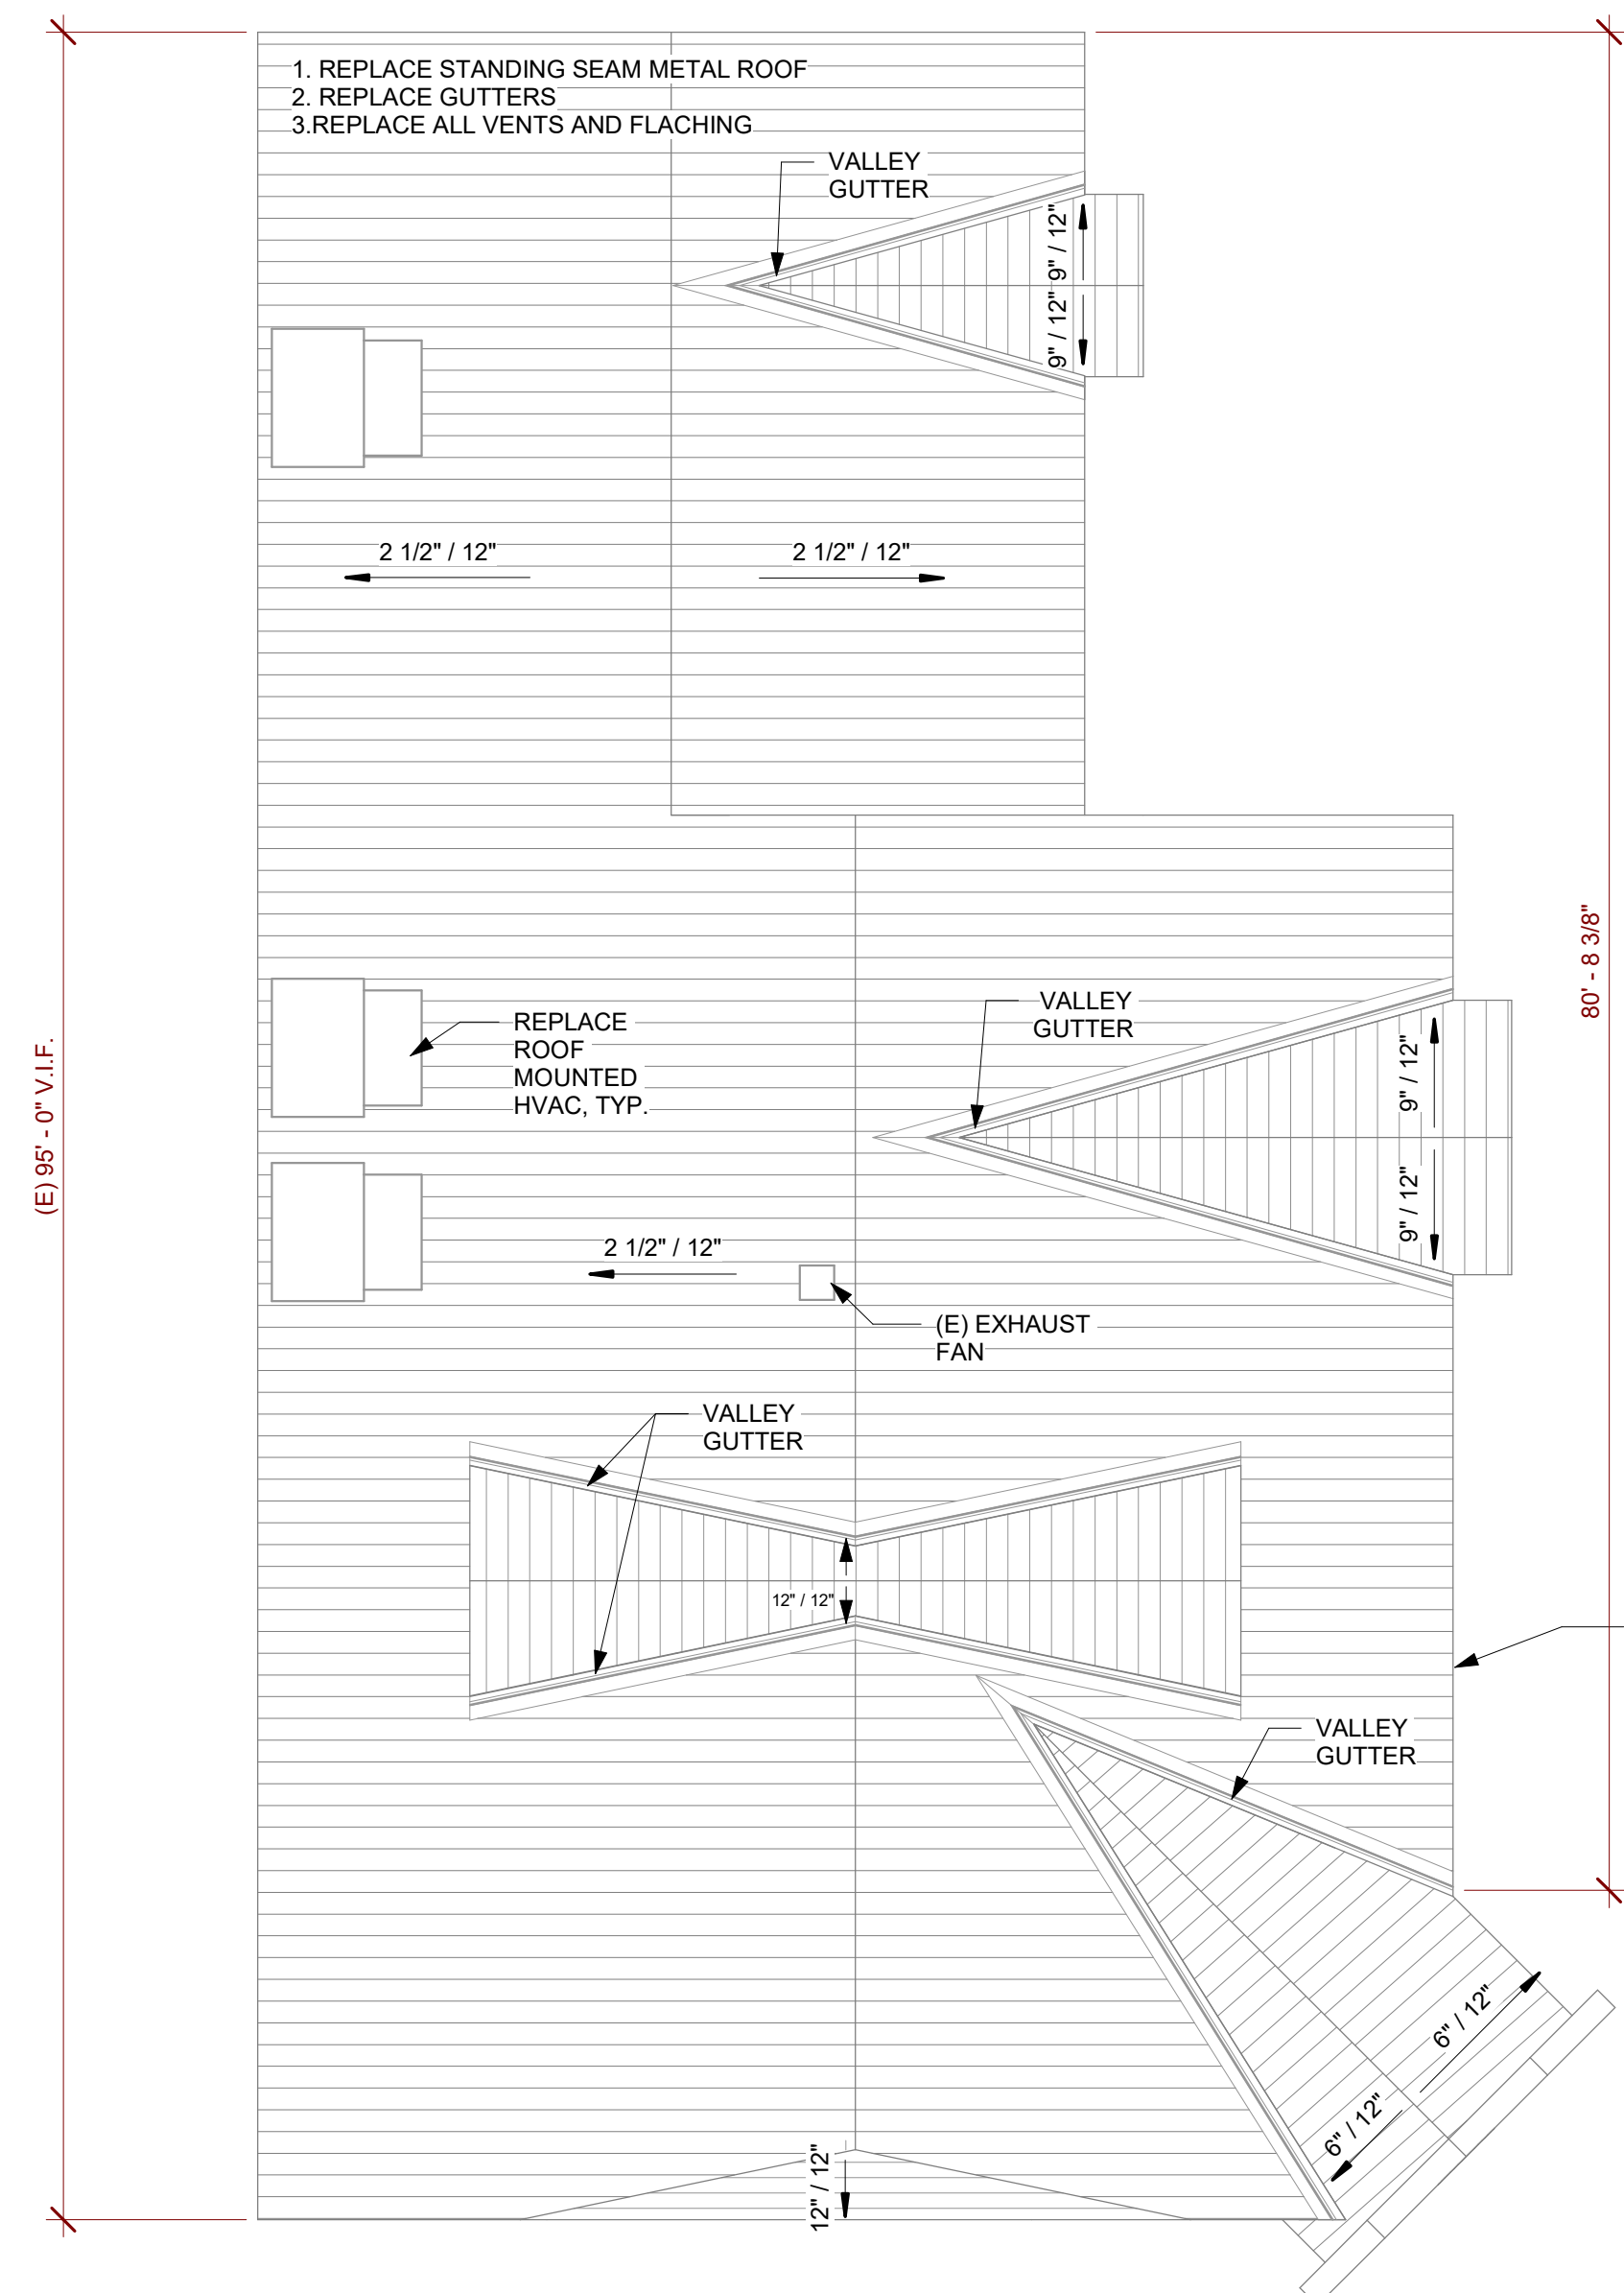 1. REPLACE STANDING SEAM METAL ROOF
2. REPLACE GUTTERS
3.REPLACE ALL VENTS AND FLACHING
VALLEY
GUTTER
9" / 12"
9" / 12"
2 1/2" / 12"
2 1/2" / 12"
80' - 8 3/8"
(E) 95' - 0" V.I.F.
REPLACE
ROOF
MOUNTED
HVAC, TYP.
VALLEY
GUTTER
9" / 12"
9" / 12"
2 1/2" / 12"
(E) EXHAUST
FAN
VALLEY
GUTTER
12" / 12"
VALLEY
GUTTER
6" / 12"
6" / 12"
12" / 12"